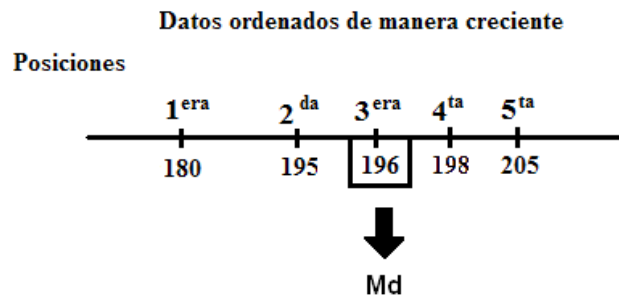 Datos ordenados de manera creciente
Posiciones
1era 2da 3era 4ta 5ta
180 195 196 198 205
Md